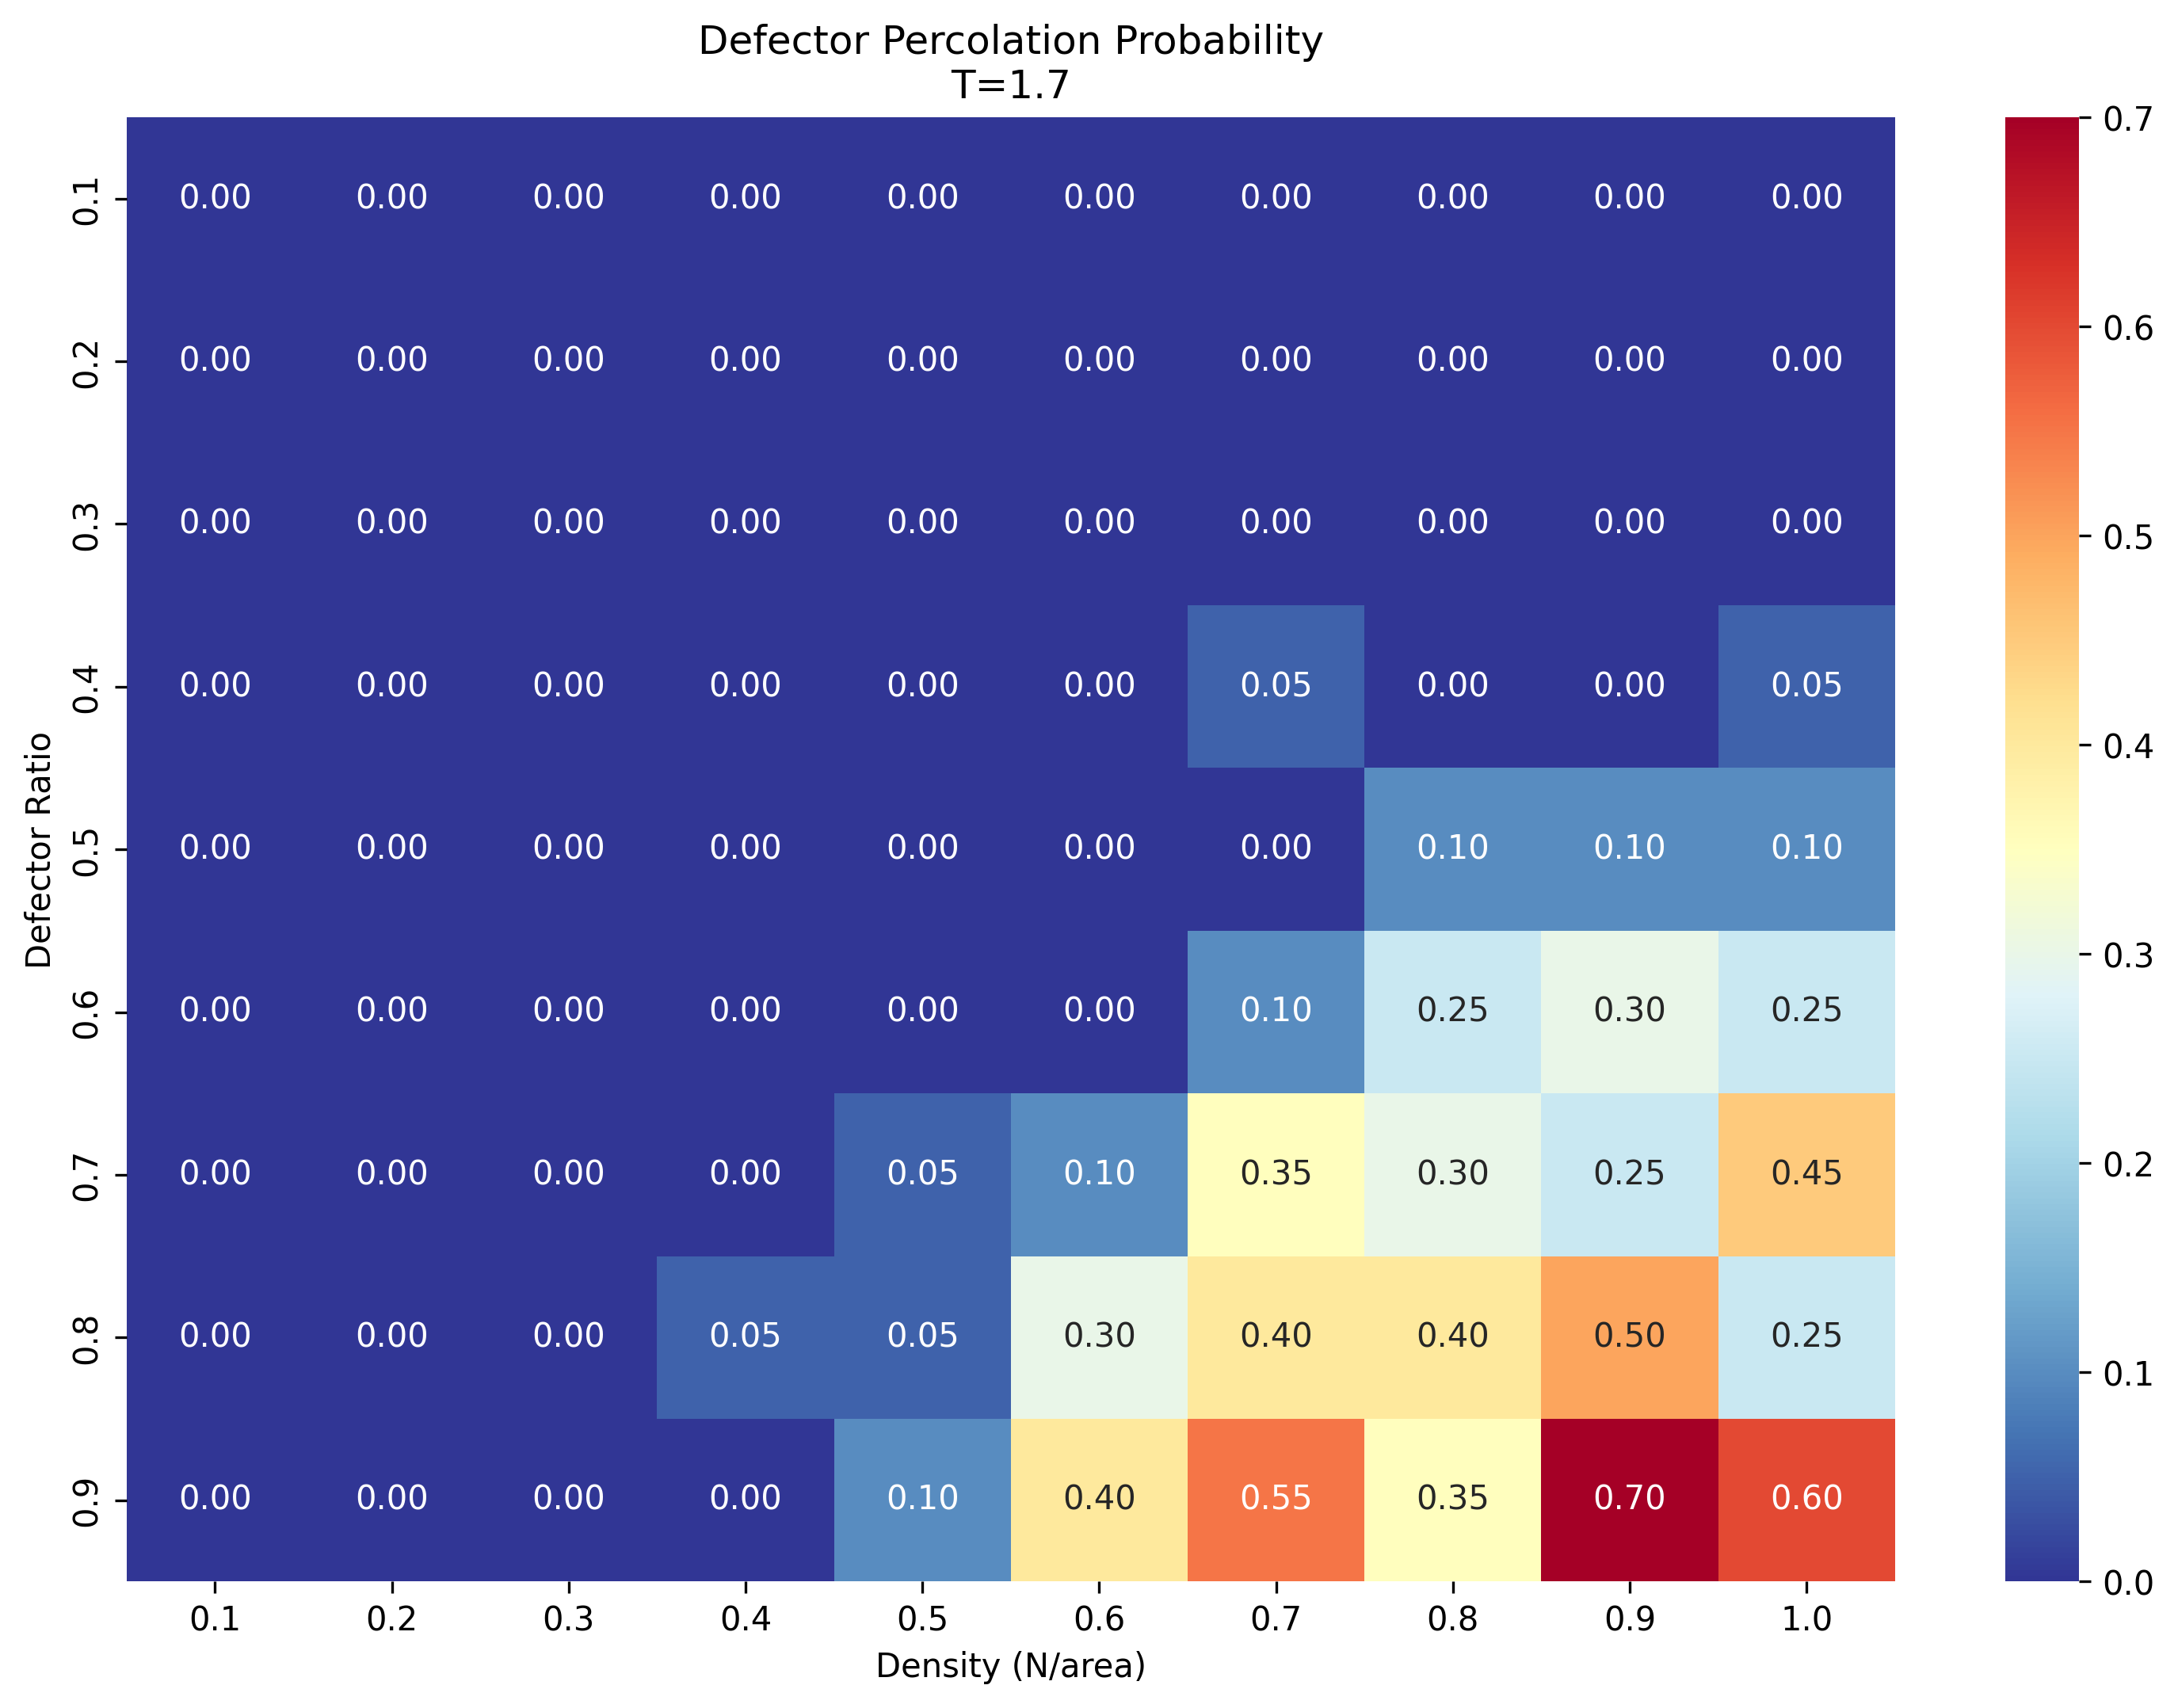 Defector Percolation Probability
T=1.7
0.1 0.00 0.00 0.00 0.00 0.00 0.00 0.00 0.00 0.00 0.00
0.2 0.00 0.00 0.00 0.00 0.00 0.00 0.00 0.00 0.00 0.00
0.3 0.00 0.00 0.00 0.00 0.00 0.00 0.00 0.00 0.00 0.00
0.4 0.00 0.00 0.00 0.00 0.00 0.00 0.05 0.00 0.00 0.05
0.5 0.00 0.00 0.00 0.00 0.00 0.00 0.00 0.10 0.10 0.10
0.6 0.00 0.00 0.00 0.00 0.00 0.00 0.10 0.25 0.30 0.25
0.7 0.00 0.00 0.00 0.00 0.05 0.10 0.35 0.30 0.25 0.45
0.8 0.00 0.00 0.00 0.05 0.05 0.30 0.40 0.40 0.50 0.25
0.9 0.00 0.00 0.00 0.00 0.10 0.40 0.55 0.35 0.70 0.60
Defector Ratio
0.1 0.2 0.3 0.4 0.5 0.6 0.7 0.8 0.9 1.0
Density (N/area)
0.7
0.6
0.5
0.4
0.3
0.2
0.1
0.0